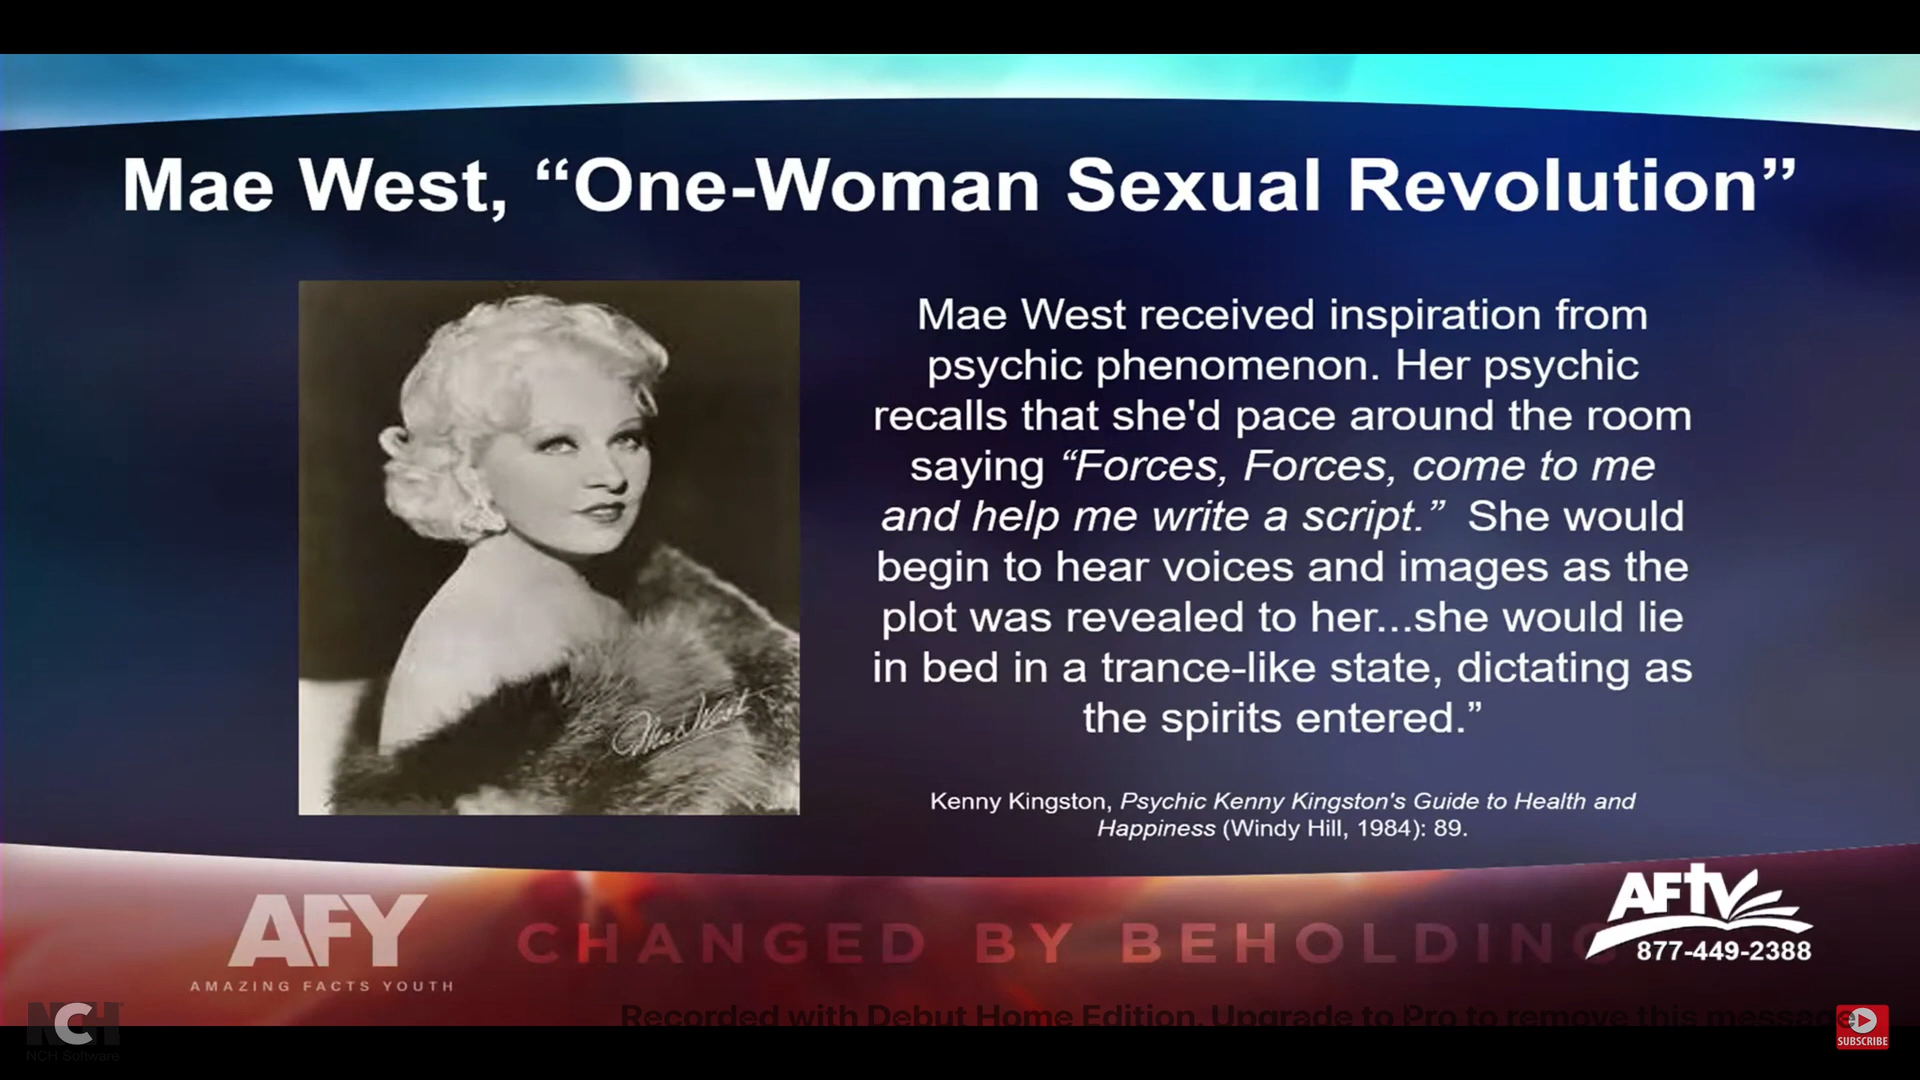 Mae West, “One-Woman Sexual Revolution”
Mae West received inspiration from
psychic phenomenon. Her psychic
recalls that she'd pace around the room
saying “Forces, Forces, come to me
and help me write a script.” She would
begin to hear voices and images as the
plot was revealed to her...she would lie
in bed in a trance-like state, dictating as
the spirits entered.”
Mae West
Kenny Kingston, Psychic Kenny Kingston's Guide to Health and
Happiness (Windy Hill, 1984): 89.
AFY
AMAZING FACTS YOUTH
CHANGED BY BEHOLDING
AFTV
877-449-2388
NCH
NCH Software
Recorded with Debut Home Edition. Upgrade to Pro to remove this message
SUBSCRIBE